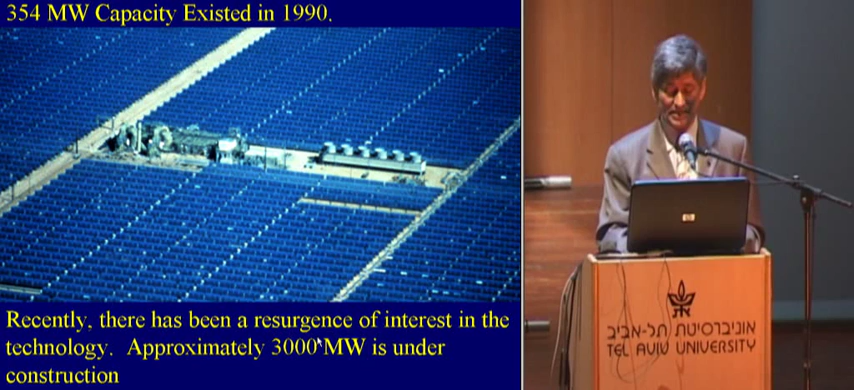 354 MW Capacity Existed in 1990.
Recently, there has been a resurgence of interest in the
technology. Approximately 3000 MW is under
construction
אוניברסיטת תל-אביב
TEL AVIV UNIVERSITY
hp